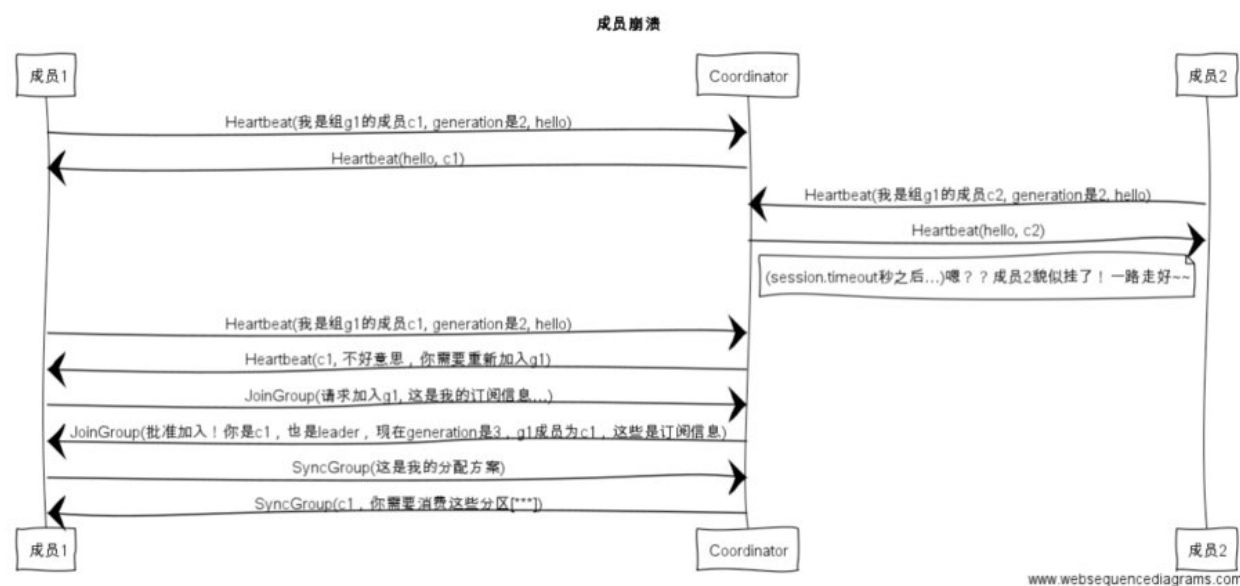 成员崩溃
成员1
Coordinator
成员2
Heartbeat(我是组g1的成员c1, generation是2, hello)
Heartbeat(hello, c1)
Heartbeat(我是组g1的成员c2, generation是2, hello)
Heartbeat(hello, c2)
(session.timeout秒之后...)嗯？？成员2貌似挂了！一路走好~~
Heartbeat(我是组g1的成员c1, generation是2, hello)
Heartbeat(c1, 不好意思，你需要重新加入g1)
JoinGroup(请求加入g1, 这是我的订阅信息...)
JoinGroup(批准加入！你是c1，也是leader，现在generation是3，g1成员为c1，这些是订阅信息)
SyncGroup(这是我的分配方案)
SyncGroup(c1，你需要消费这些分区[***])
成员1
Coordinator
成员2
www.websequencediagrams.com